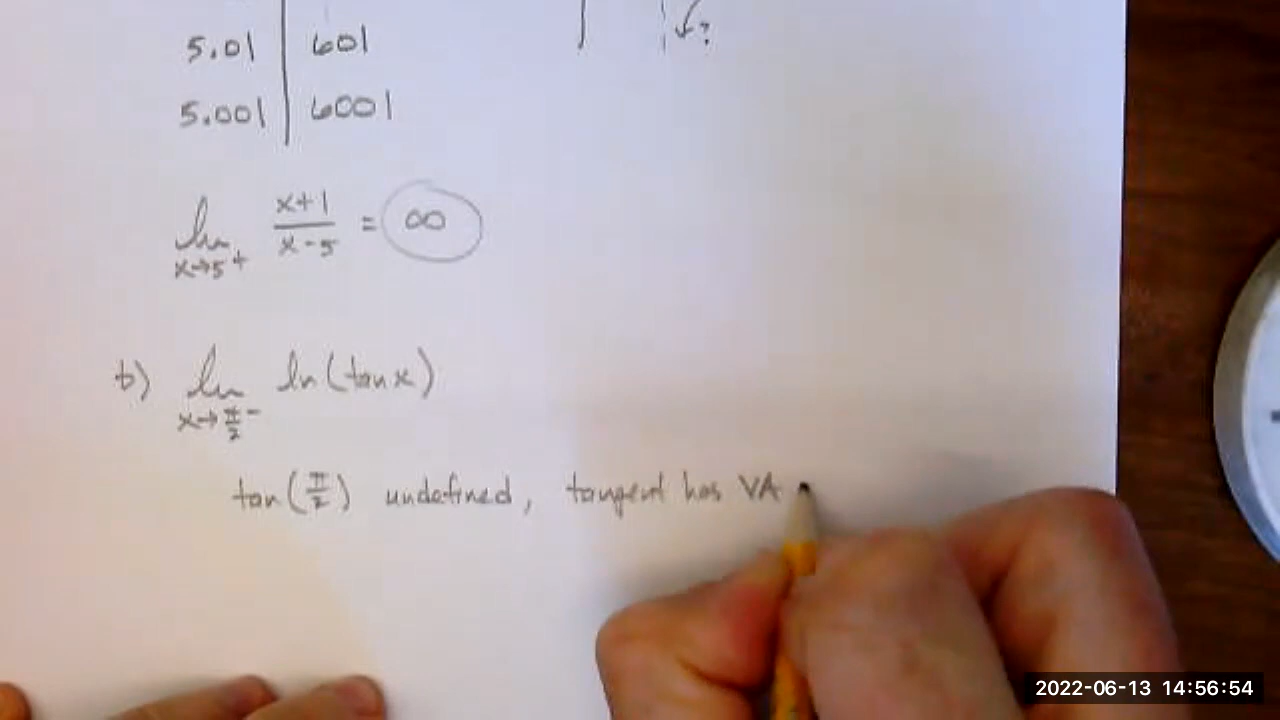 5.01 | 601
↙?
5.001 | 6001
lim x→5⁺ (x+1)/(x-5) = ∞
b) lim x→π/2⁻ ln(tan x)
tan(π/2) undefined, tangent has VA
2022-06-13 14:56:54